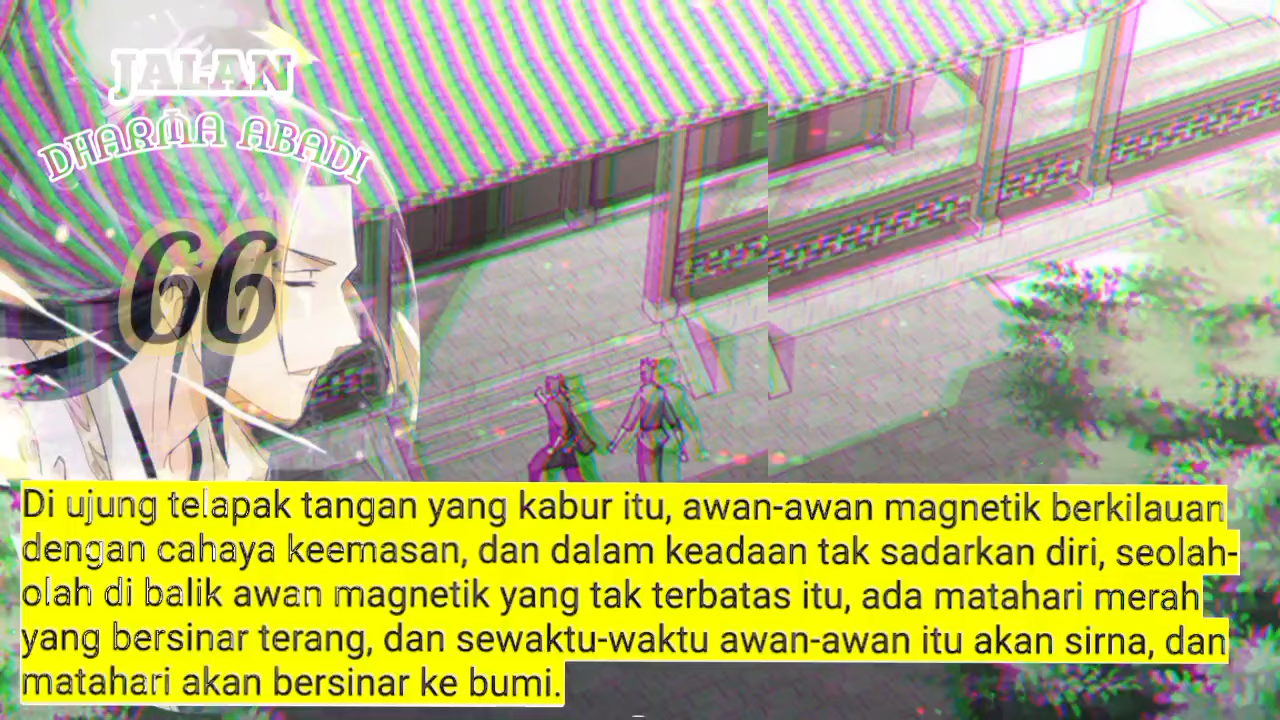 JALAN
DHARMA ABADI
66
Di ujung telapak tangan yang kabur itu, awan-awan magnetik berkilauan
dengan cahaya keemasan, dan dalam keadaan tak sadarkan diri, seolah-
olah di balik awan magnetik yang tak terbatas itu, ada matahari merah
yang bersinar terang, dan sewaktu-waktu awan-awan itu akan sirna, dan
matahari akan bersinar ke bumi.